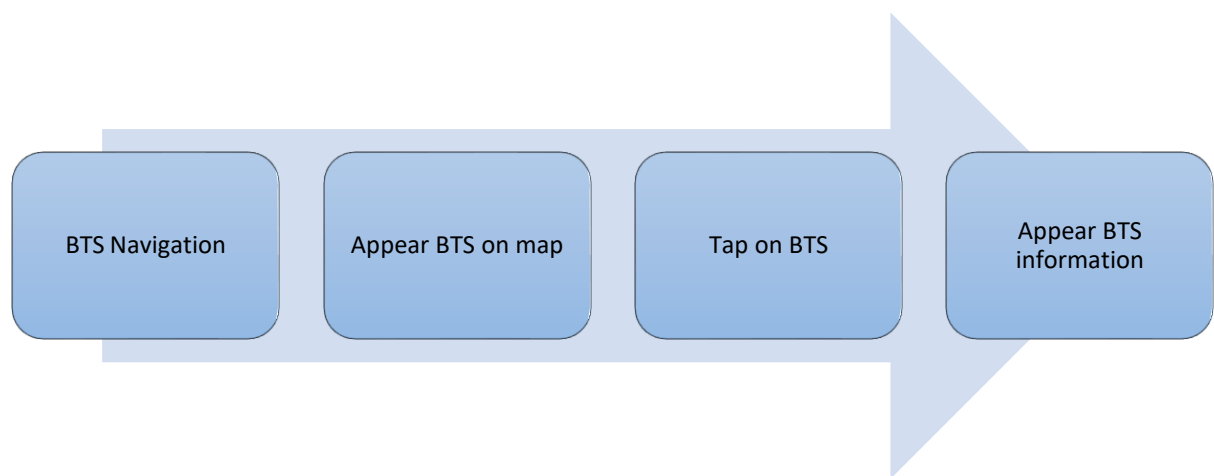 BTS Navigation
Appear BTS on map
Tap on BTS
Appear BTS
information